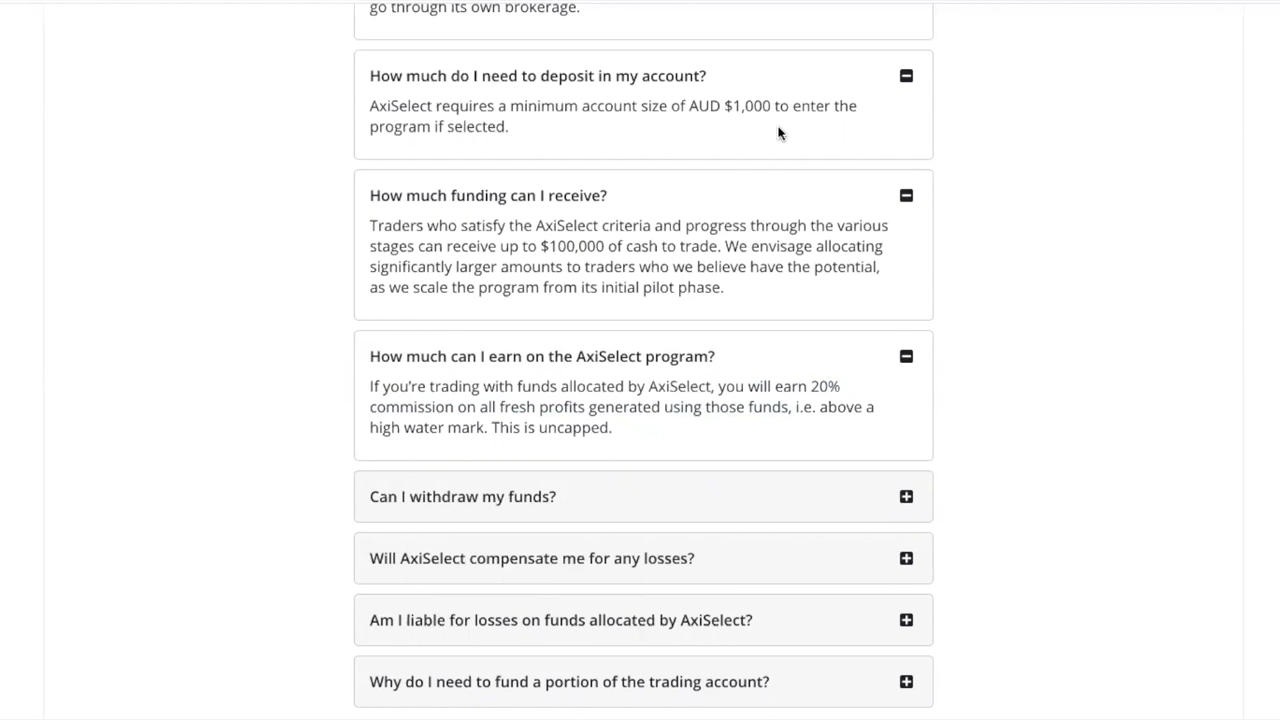 go through its own brokerage.
How much do I need to deposit in my account?
AxiSelect requires a minimum account size of AUD $1,000 to enter the
program if selected.
How much funding can I receive?
Traders who satisfy the AxiSelect criteria and progress through the various
stages can receive up to $100,000 of cash to trade. We envisage allocating
significantly larger amounts to traders who we believe have the potential,
as we scale the program from its initial pilot phase.
How much can I earn on the AxiSelect program?
If you're trading with funds allocated by AxiSelect, you will earn 20%
commission on all fresh profits generated using those funds, i.e. above a
high water mark. This is uncapped.
Can I withdraw my funds?
Will AxiSelect compensate me for any losses?
Am I liable for losses on funds allocated by AxiSelect?
Why do I need to fund a portion of the trading account?